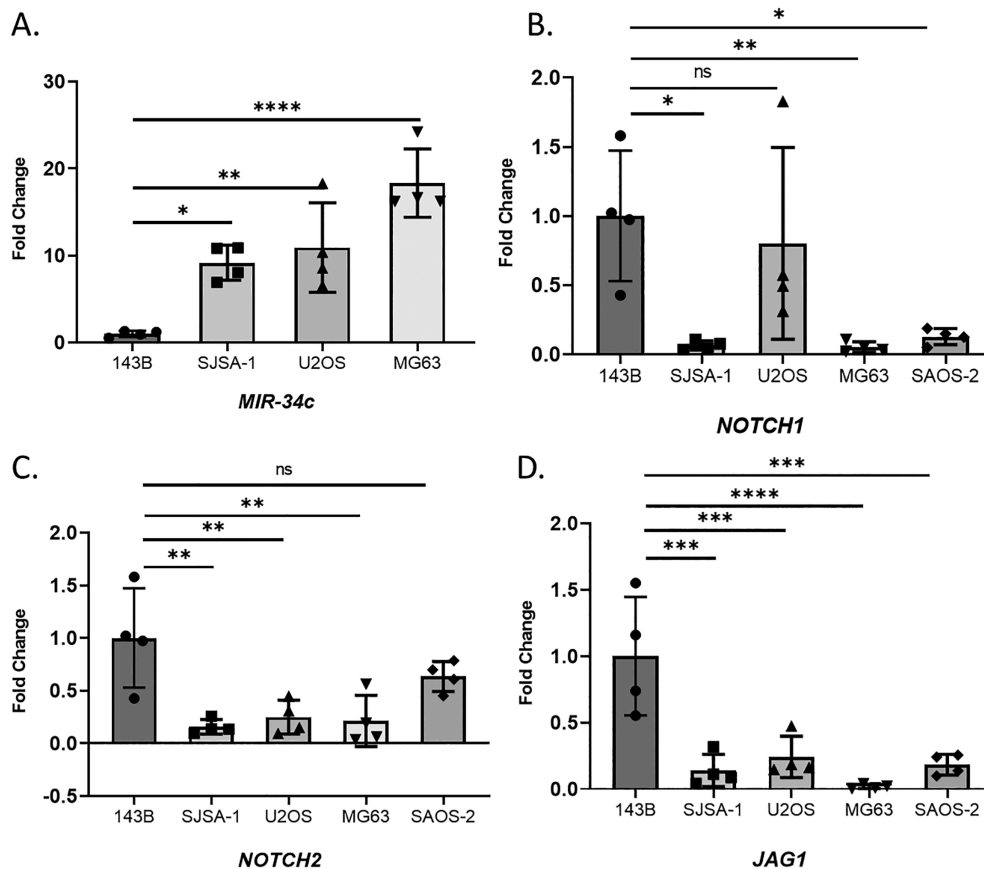 A.
30
20
10
0
Fold Change
****
**
*
143B SJSA-1 U2OS MG63
MIR-34c
B.
2.0
1.5
1.0
0.5
0.0
Fold Change
*
**
ns
*
143B SJSA-1 U2OS MG63 SAOS-2
NOTCH1
C.
2.0
1.5
1.0
0.5
0.0
-0.5
Fold Change
ns
**
**
**
143B SJSA-1 U2OS MG63 SAOS-2
NOTCH2
D.
2.0
1.5
1.0
0.5
0.0
Fold Change
***
****
***
***
143B SJSA-1 U2OS MG63 SAOS-2
JAG1